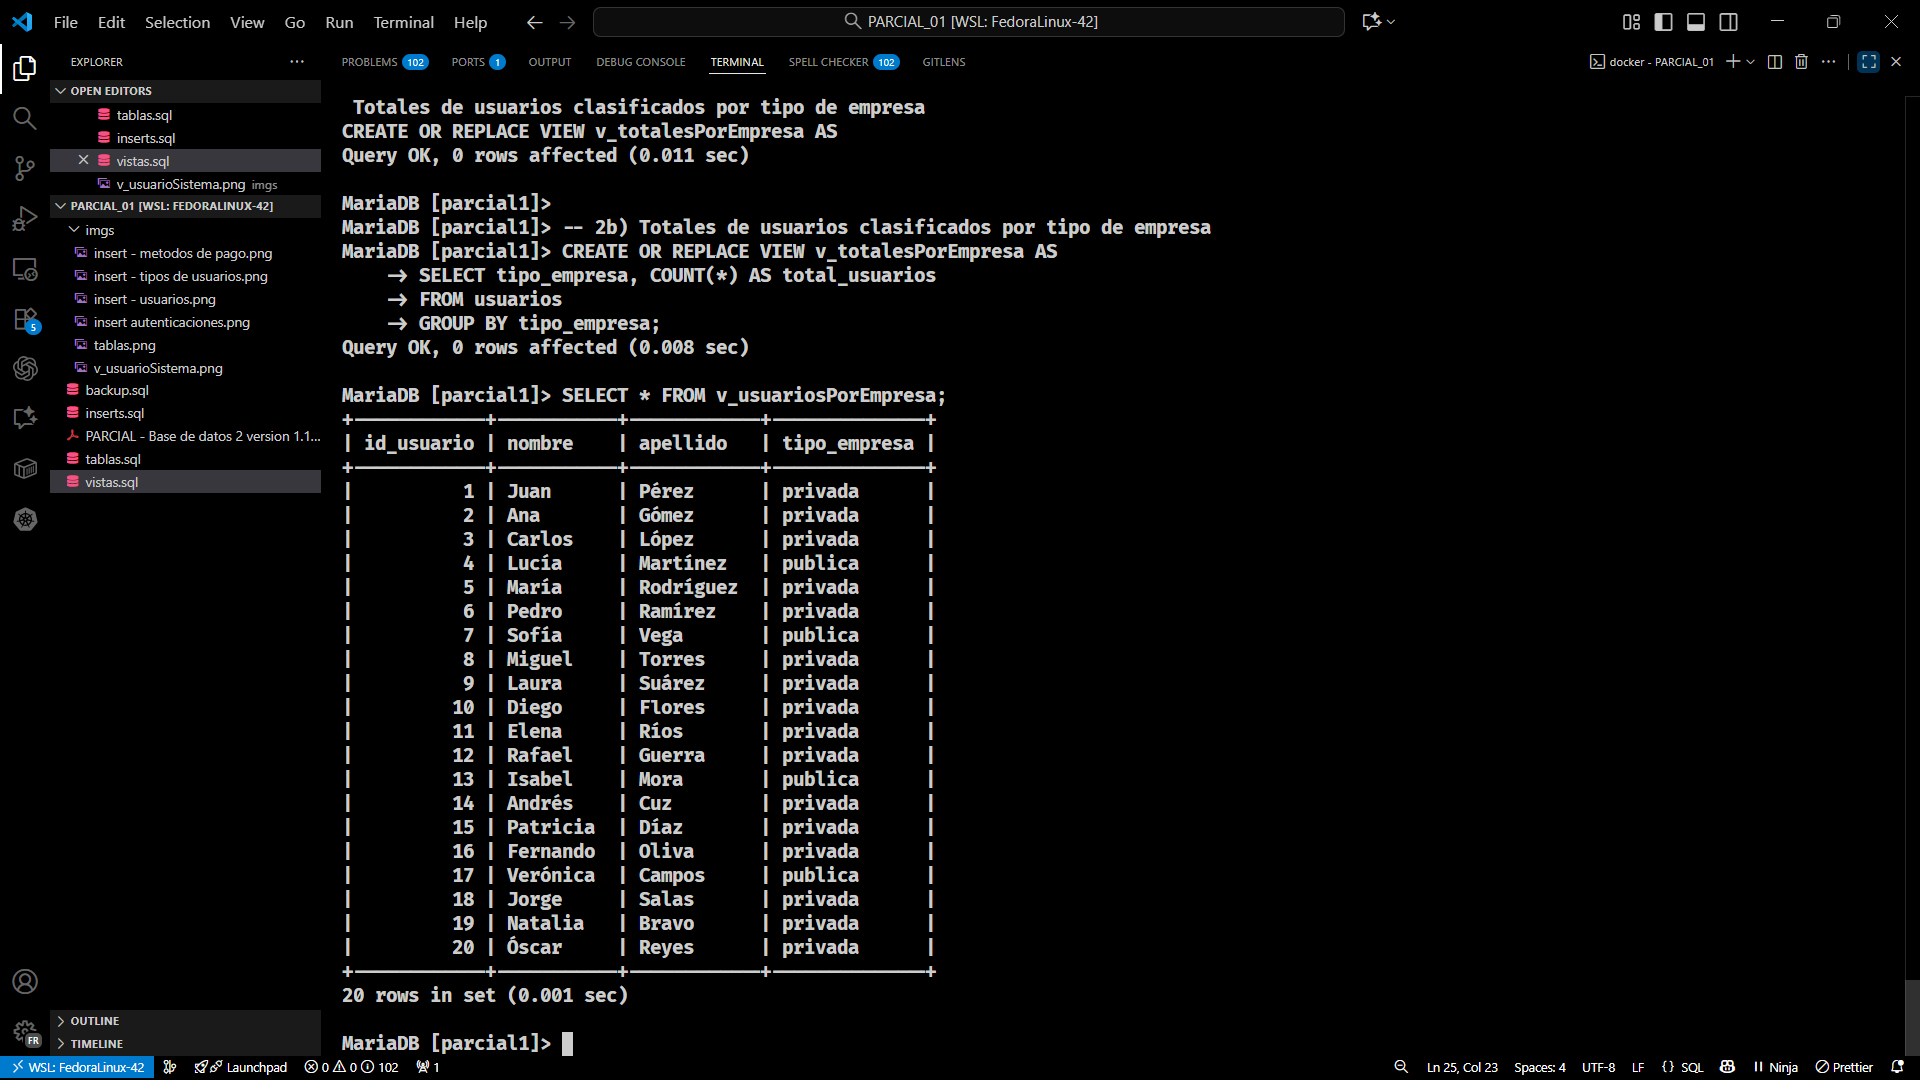 File Edit Selection View Go Run Terminal Help
PARCIAL_01 [WSL: FedoraLinux-42]
EXPLORER
OPEN EDITORS
tablas.sql
inserts.sql
vistas.sql
v_usuarioSistema.png imgs
PARCIAL_01 [WSL: FEDORALINUX-42]
imgs
insert - metodos de pago.png
insert - tipos de usuarios.png
insert - usuarios.png
insert autenticaciones.png
tablas.png
v_usuarioSistema.png
backup.sql
inserts.sql
PARCIAL - Base de datos 2 version 1.1...
tablas.sql
vistas.sql
5
FR
OUTLINE
TIMELINE
PROBLEMS 102 PORTS 1 OUTPUT DEBUG CONSOLE TERMINAL SPELL CHECKER 102 GITLENS
docker - PARCIAL_01
Totales de usuarios clasificados por tipo de empresa
CREATE OR REPLACE VIEW v_totalesPorEmpresa AS
Query OK, 0 rows affected (0.011 sec)
MariaDB [parcial1]>
MariaDB [parcial1]> -- 2b) Totales de usuarios clasificados por tipo de empresa
MariaDB [parcial1]> CREATE OR REPLACE VIEW v_totalesPorEmpresa AS
-> SELECT tipo_empresa, COUNT(*) AS total_usuarios
-> FROM usuarios
-> GROUP BY tipo_empresa;
Query OK, 0 rows affected (0.008 sec)
MariaDB [parcial1]> SELECT * FROM v_usuariosPorEmpresa;
+------------+-----------+------------+--------------+
| id_usuario | nombre | apellido | tipo_empresa |
+------------+-----------+------------+--------------+
| 1 | Juan | Pérez | privada |
| 2 | Ana | Gómez | privada |
| 3 | Carlos | López | privada |
| 4 | Lucía | Martínez | publica |
| 5 | María | Rodríguez | privada |
| 6 | Pedro | Ramírez | privada |
| 7 | Sofía | Vega | publica |
| 8 | Miguel | Torres | privada |
| 9 | Laura | Suárez | privada |
| 10 | Diego | Flores | privada |
| 11 | Elena | Ríos | privada |
| 12 | Rafael | Guerra | privada |
| 13 | Isabel | Mora | publica |
| 14 | Andrés | Cuz | privada |
| 15 | Patricia | Díaz | privada |
| 16 | Fernando | Oliva | privada |
| 17 | Verónica | Campos | publica |
| 18 | Jorge | Salas | privada |
| 19 | Natalia | Bravo | privada |
| 20 | Óscar | Reyes | privada |
+------------+-----------+------------+--------------+
20 rows in set (0.001 sec)
MariaDB [parcial1]>
WSL: FedoraLinux-42 Launchpad 0 0 102 1 Ln 25, Col 23 Spaces: 4 UTF-8 LF {} SQL Ninja Prettier